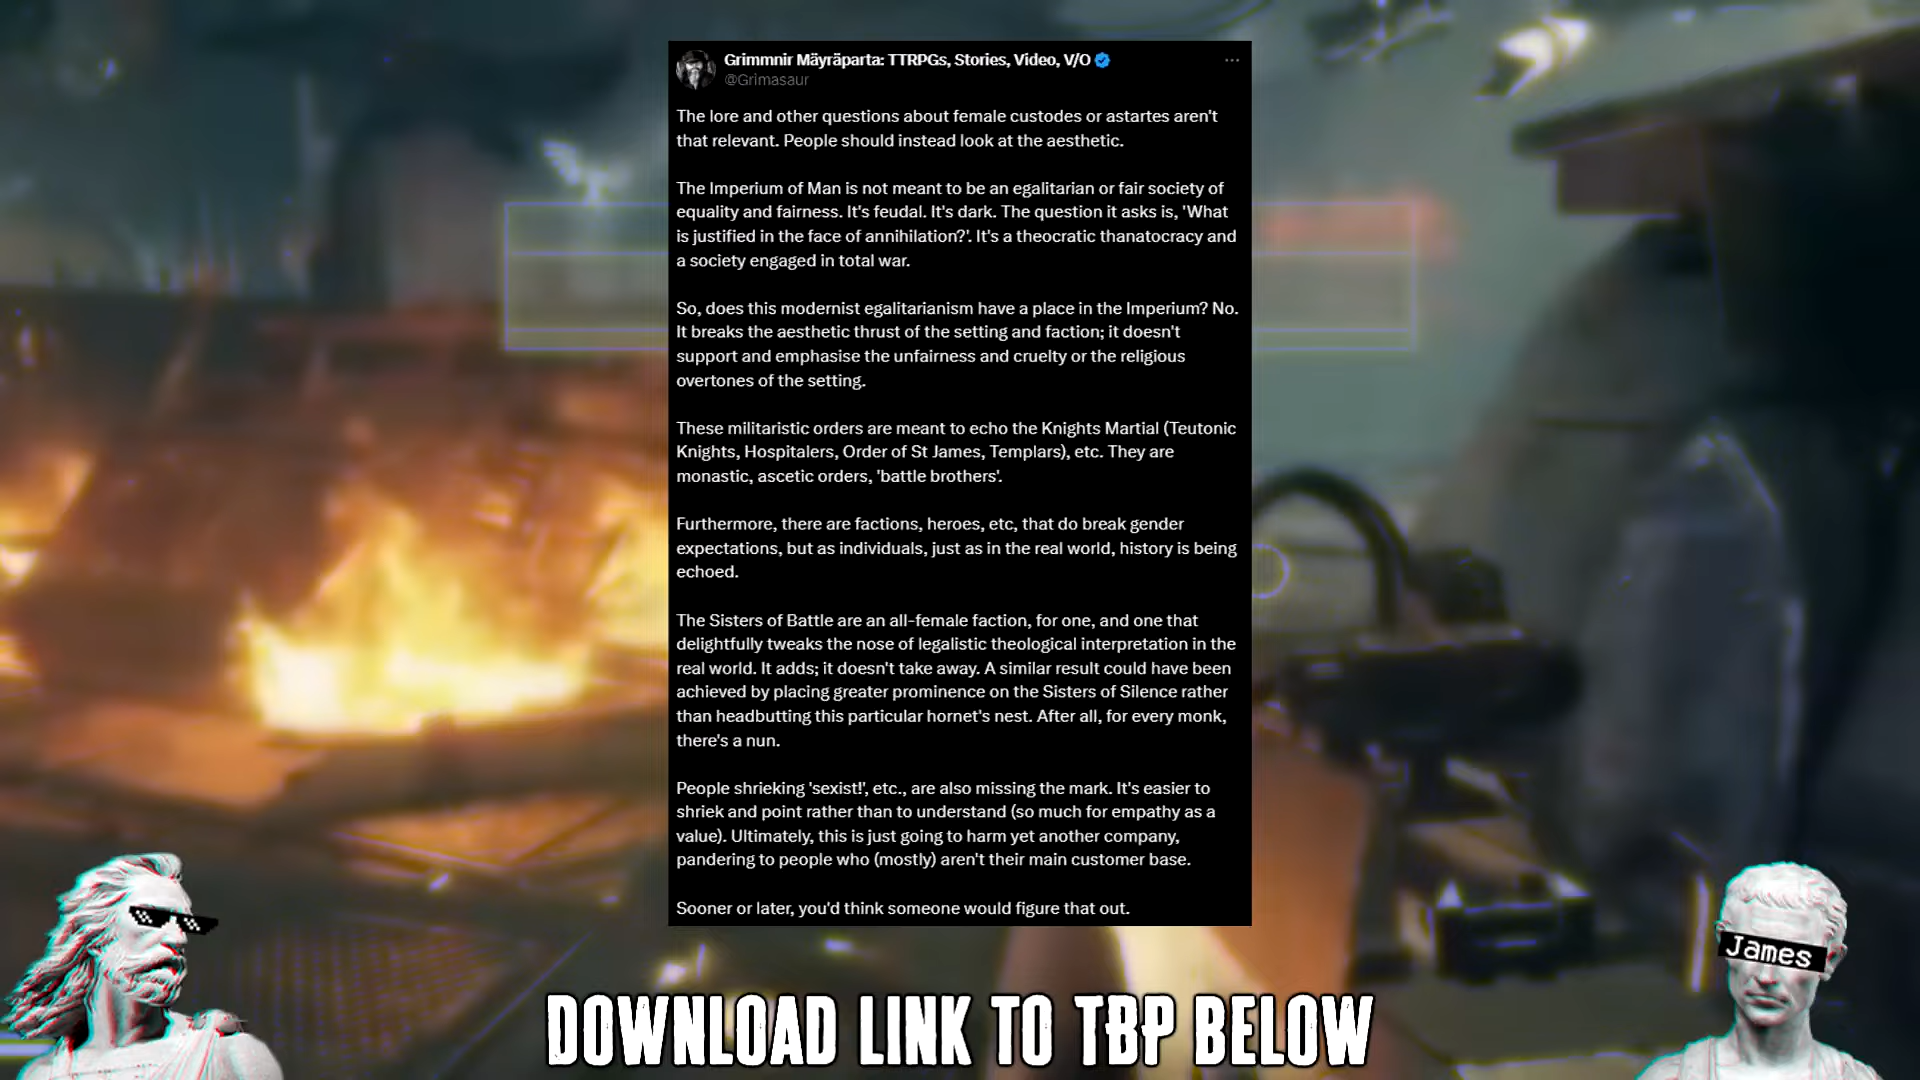 Grimmnir Mäyräparta: TTRPGs, Stories, Video, V/O
@Grimasaur
The lore and other questions about female custodes or astartes aren't
that relevant. People should instead look at the aesthetic.
The Imperium of Man is not meant to be an egalitarian or fair society of
equality and fairness. It's feudal. It's dark. The question it asks is, 'What
is justified in the face of annihilation?'. It's a theocratic thanatocracy and
a society engaged in total war.
So, does this modernist egalitarianism have a place in the Imperium? No.
It breaks the aesthetic thrust of the setting and faction; it doesn't
support and emphasise the unfairness and cruelty or the religious
overtones of the setting.
These militaristic orders are meant to echo the Knights Martial (Teutonic
Knights, Hospitalers, Order of St James, Templars), etc. They are
monastic, ascetic orders, 'battle brothers'.
Furthermore, there are factions, heroes, etc, that do break gender
expectations, but as individuals, just as in the real world, history is being
echoed.
The Sisters of Battle are an all-female faction, for one, and one that
delightfully tweaks the nose of legalistic theological interpretation in the
real world. It adds; it doesn't take away. A similar result could have been
achieved by placing greater prominence on the Sisters of Silence rather
than headbutting this particular hornet's nest. After all, for every monk,
there's a nun.
People shrieking 'sexist!', etc., are also missing the mark. It's easier to
shriek and point rather than to understand (so much for empathy as a
value). Ultimately, this is just going to harm yet another company,
pandering to people who (mostly) aren't their main customer base.
Sooner or later, you'd think someone would figure that out.
James
DOWNLOAD LINK TO TBP BELOW